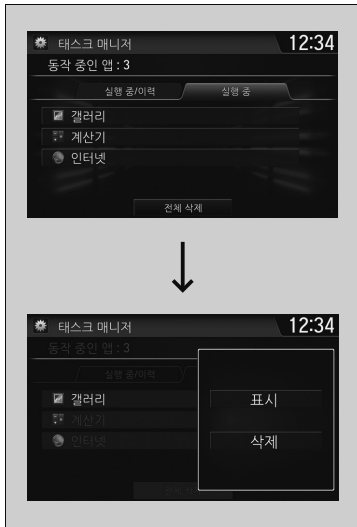 태스크 매니저 12:34
동작 중인 앱 : 3
실행 중/이력 실행 중
갤러리
계산기
인터넷
전체 삭제
태스크 매니저 12:34
동작 중인 앱 : 3
실행 중/이력
갤러리 표시
계산기
인터넷 삭제
전체 삭